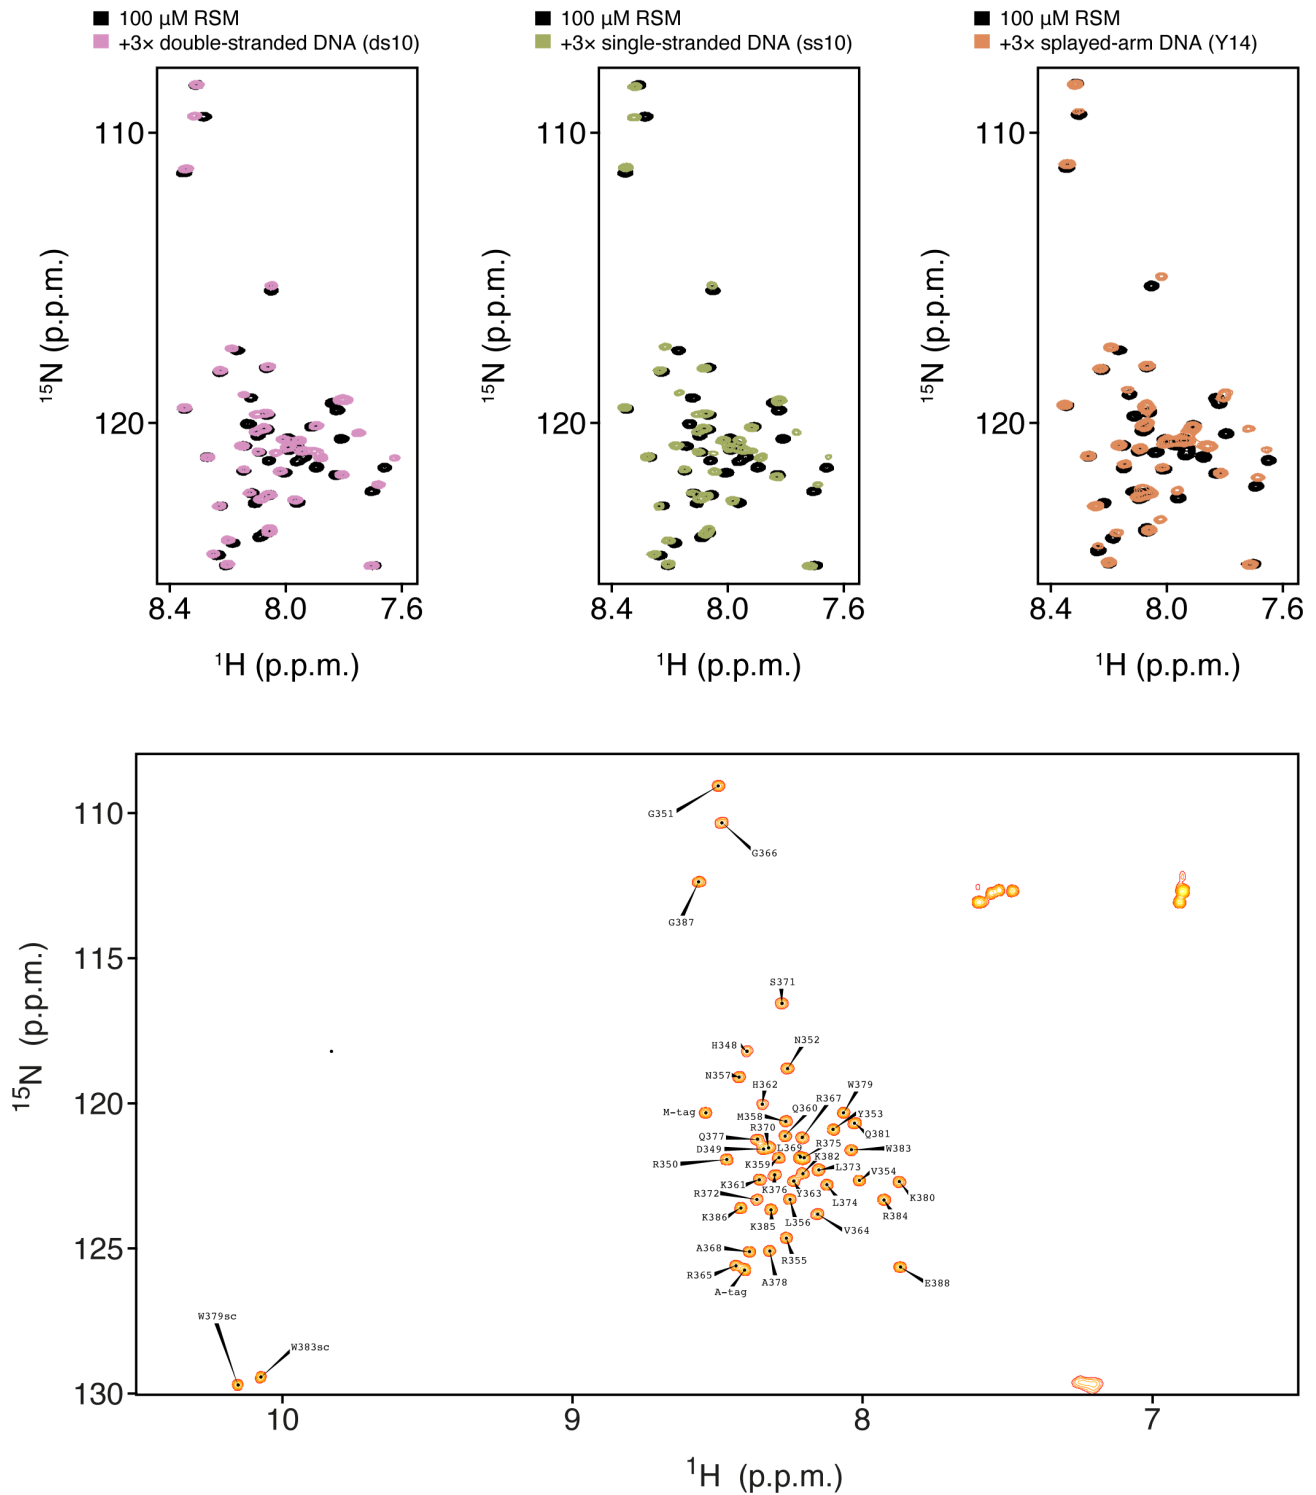 100 µM RSM
+3× double-stranded DNA (ds10)
100 µM RSM
+3× single-stranded DNA (ss10)
100 µM RSM
+3× splayed-arm DNA (Y14)
110
120
15N (p.p.m.)
8.4 8.0 7.6
1H (p.p.m.)
110
120
15N (p.p.m.)
8.4 8.0 7.6
1H (p.p.m.)
110
120
15N (p.p.m.)
8.4 8.0 7.6
1H (p.p.m.)
110
115
120
125
130
15N (p.p.m.)
G351
G366
G387
S371
H348
N352
N357
H362
W379
R367
M-tag
Q360
Y353
M358
R370
Q381
Q377
D349
L369
R375
W383
R350
K359
K382
L373
V354
K361
K376
Y363
L374
K380
R372
R384
K386
K385
L356
V364
A368
R355
R365
A378
A-tag
E388
W379sc
W383sc
10 9 8 7
1H (p.p.m.)